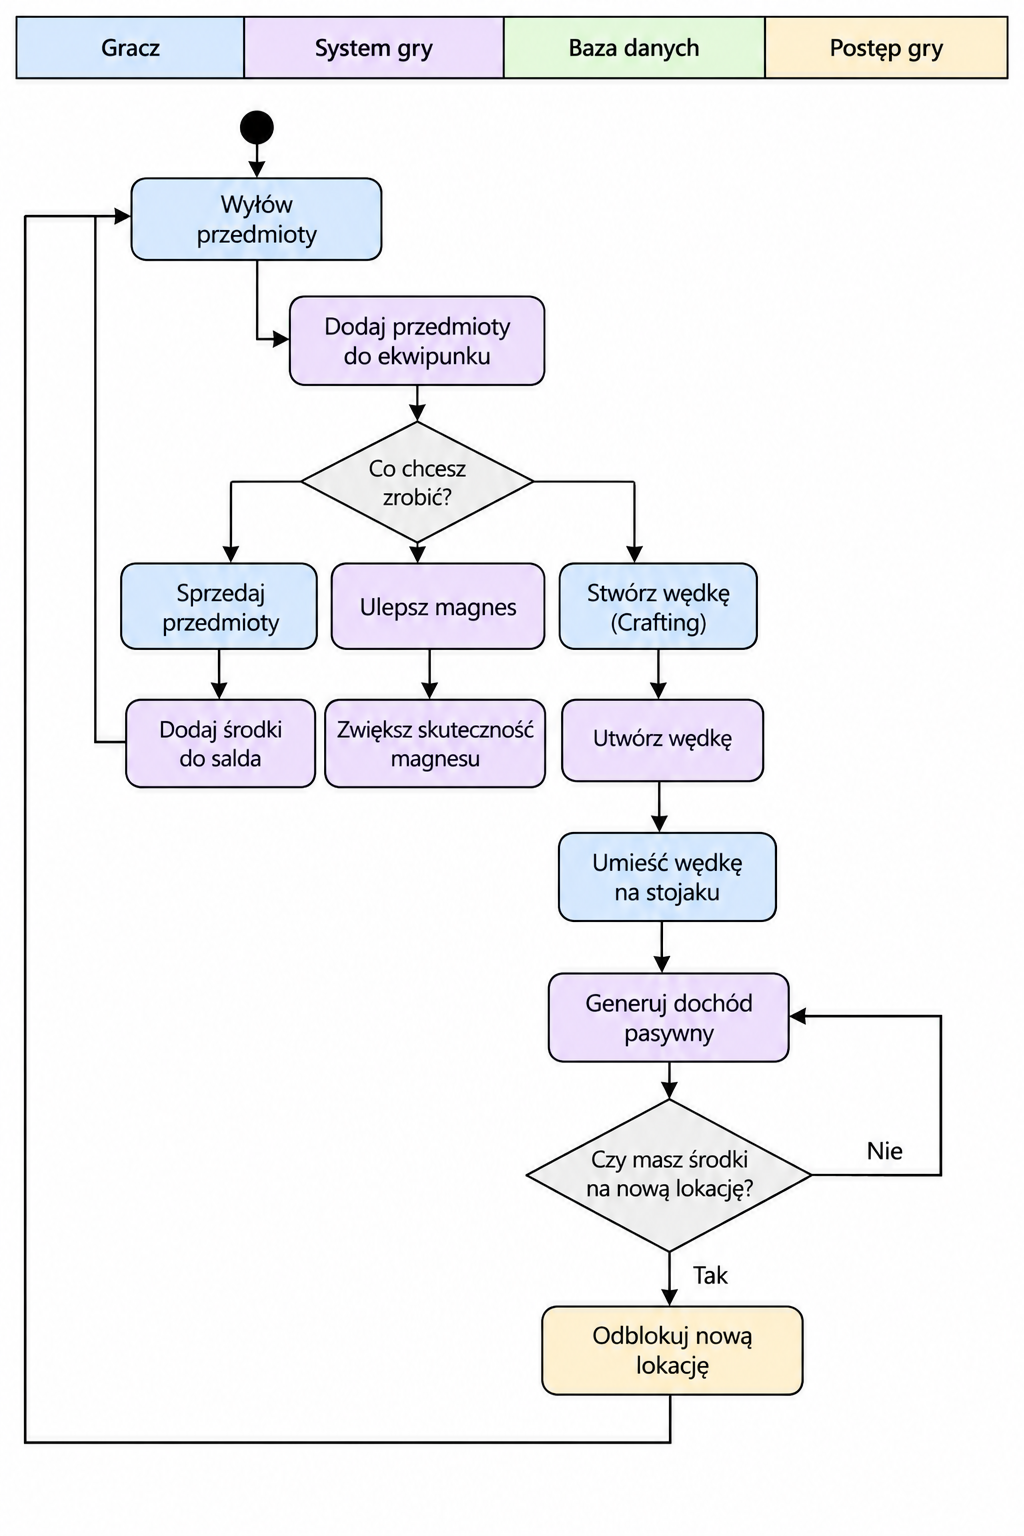 Gracz
System gry
Baza danych
Postęp gry
Wyłów
przedmioty
Dodaj przedmioty
do ekwipunku
Co chcesz
zrobić?
Sprzedaj
przedmioty
Ulepsz magnes
Stwórz wędkę
(Crafting)
Dodaj środki
do salda
Zwiększ skuteczność
magnesu
Utwórz wędkę
Umieść wędkę
na stojaku
Generuj dochód
pasywny
Czy masz środki
na nową lokację?
Nie
Tak
Odblokuj nową
lokację